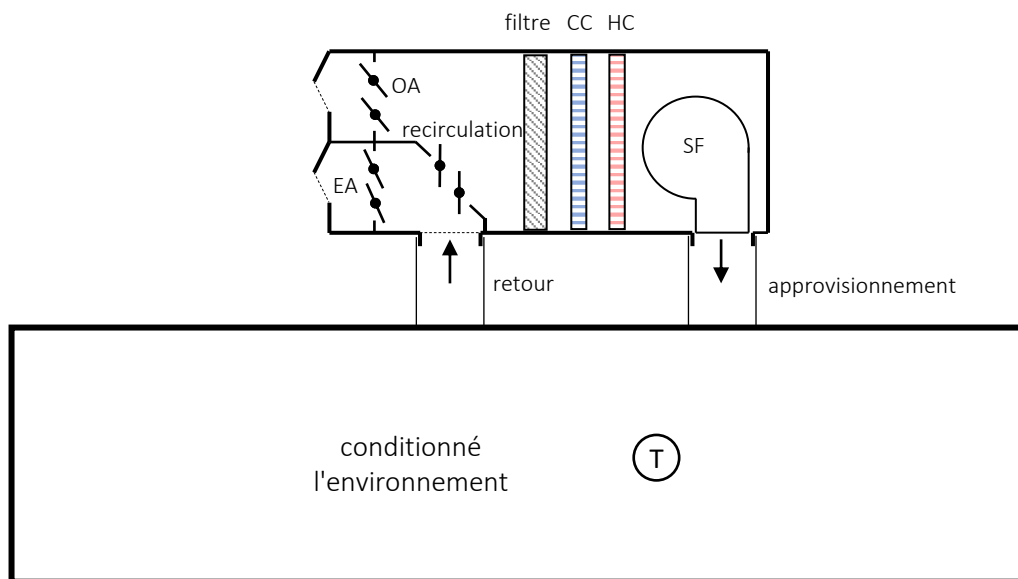 filtre CC HC
OA
recirculation
SF
EA
retour
approvisionnement
conditionné
l'environnement
T